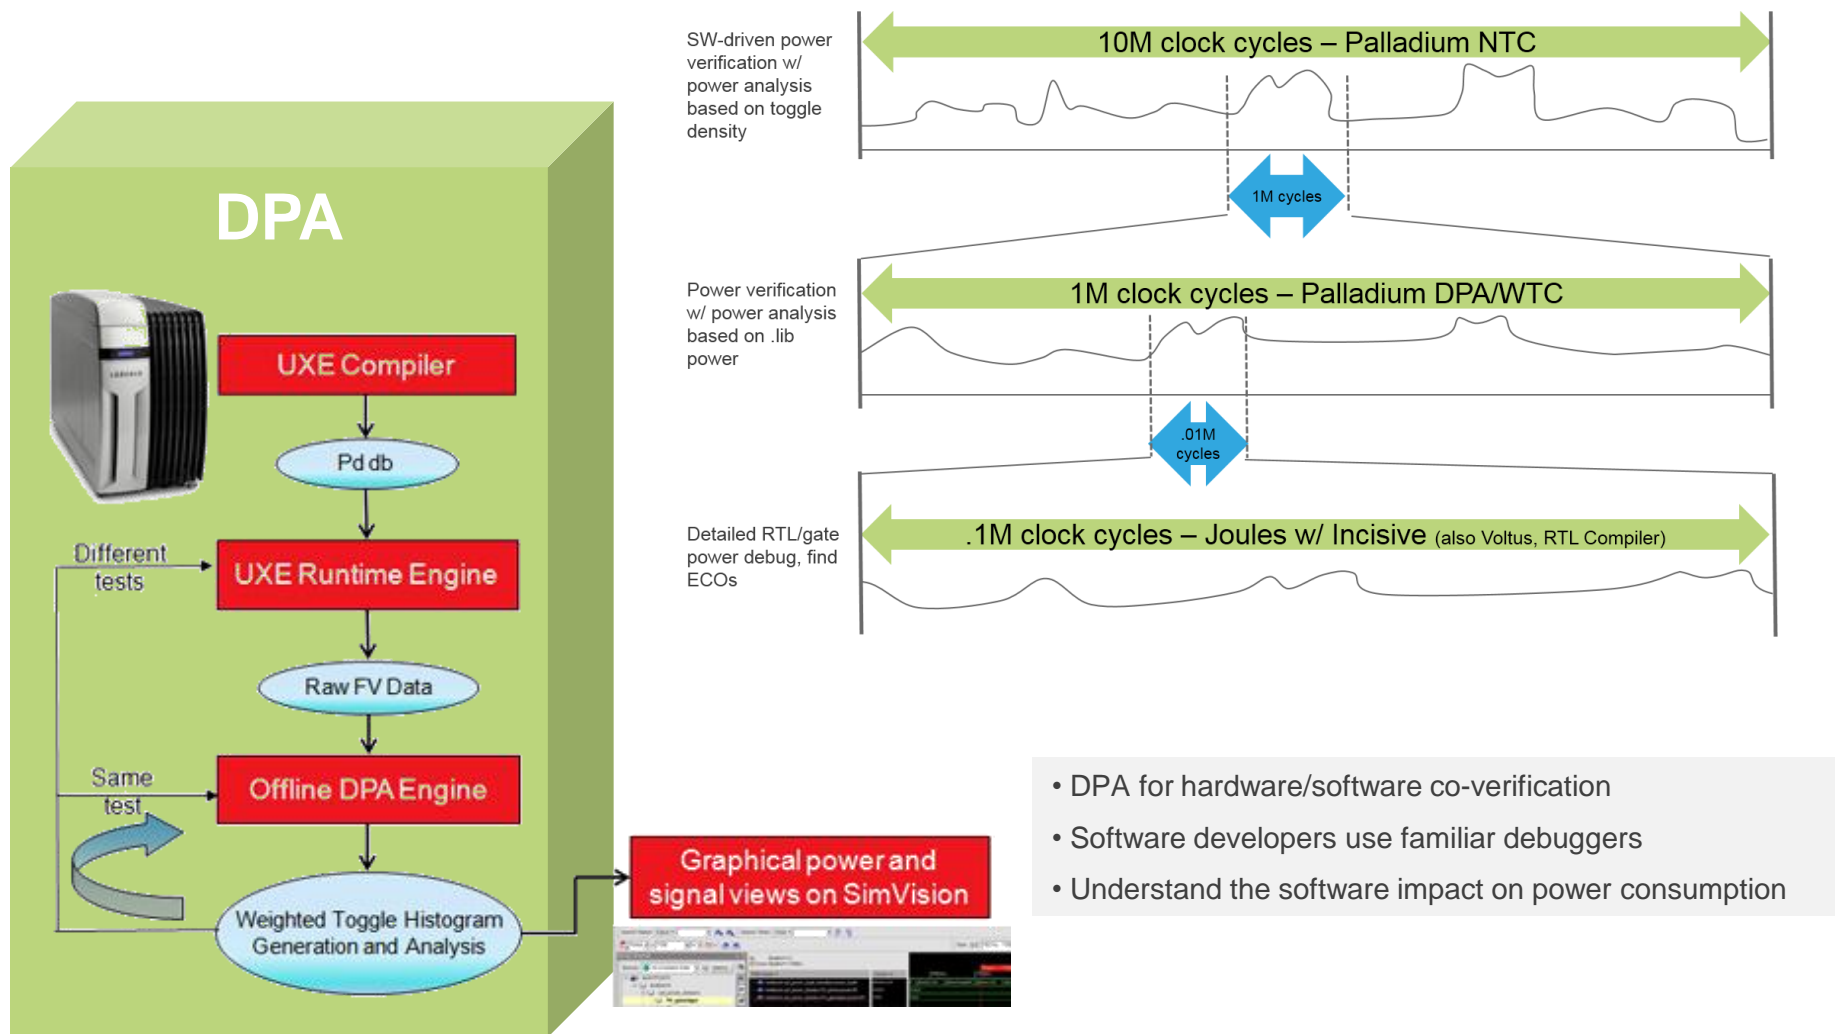 DPA
UXE Compiler
Pd db
Different
tests
UXE Runtime Engine
Raw FV Data
Same
test
Offline DPA Engine
Weighted Toggle Histogram
Generation and Analysis
Graphical power and
signal views on SimVision
SW-driven power
verification w/
power analysis
based on toggle
density
10M clock cycles – Palladium NTC
1M cycles
Power verification
w/ power analysis
based on .lib
power
1M clock cycles – Palladium DPA/WTC
.01M
cycles
Detailed RTL/gate
power debug, find
ECOs
.1M clock cycles – Joules w/ Incisive (also Voltus, RTL Compiler)
• DPA for hardware/software co-verification
• Software developers use familiar debuggers
• Understand the software impact on power consumption